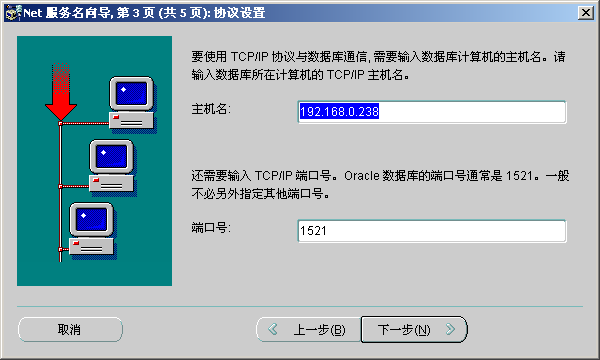 Net 服务名向导, 第 3 页 (共 5 页): 协议设置
要使用 TCP/IP 协议与数据库通信, 需要输入数据库计算机的主机名。请
输入数据库所在计算机的 TCP/IP 主机名。
主机名:
192.168.0.238
还需要输入 TCP/IP 端口号。Oracle 数据库的端口号通常是 1521。一般
不必另外指定其他端口号。
端口号:
1521
取消
上一步(B)
下一步(N)